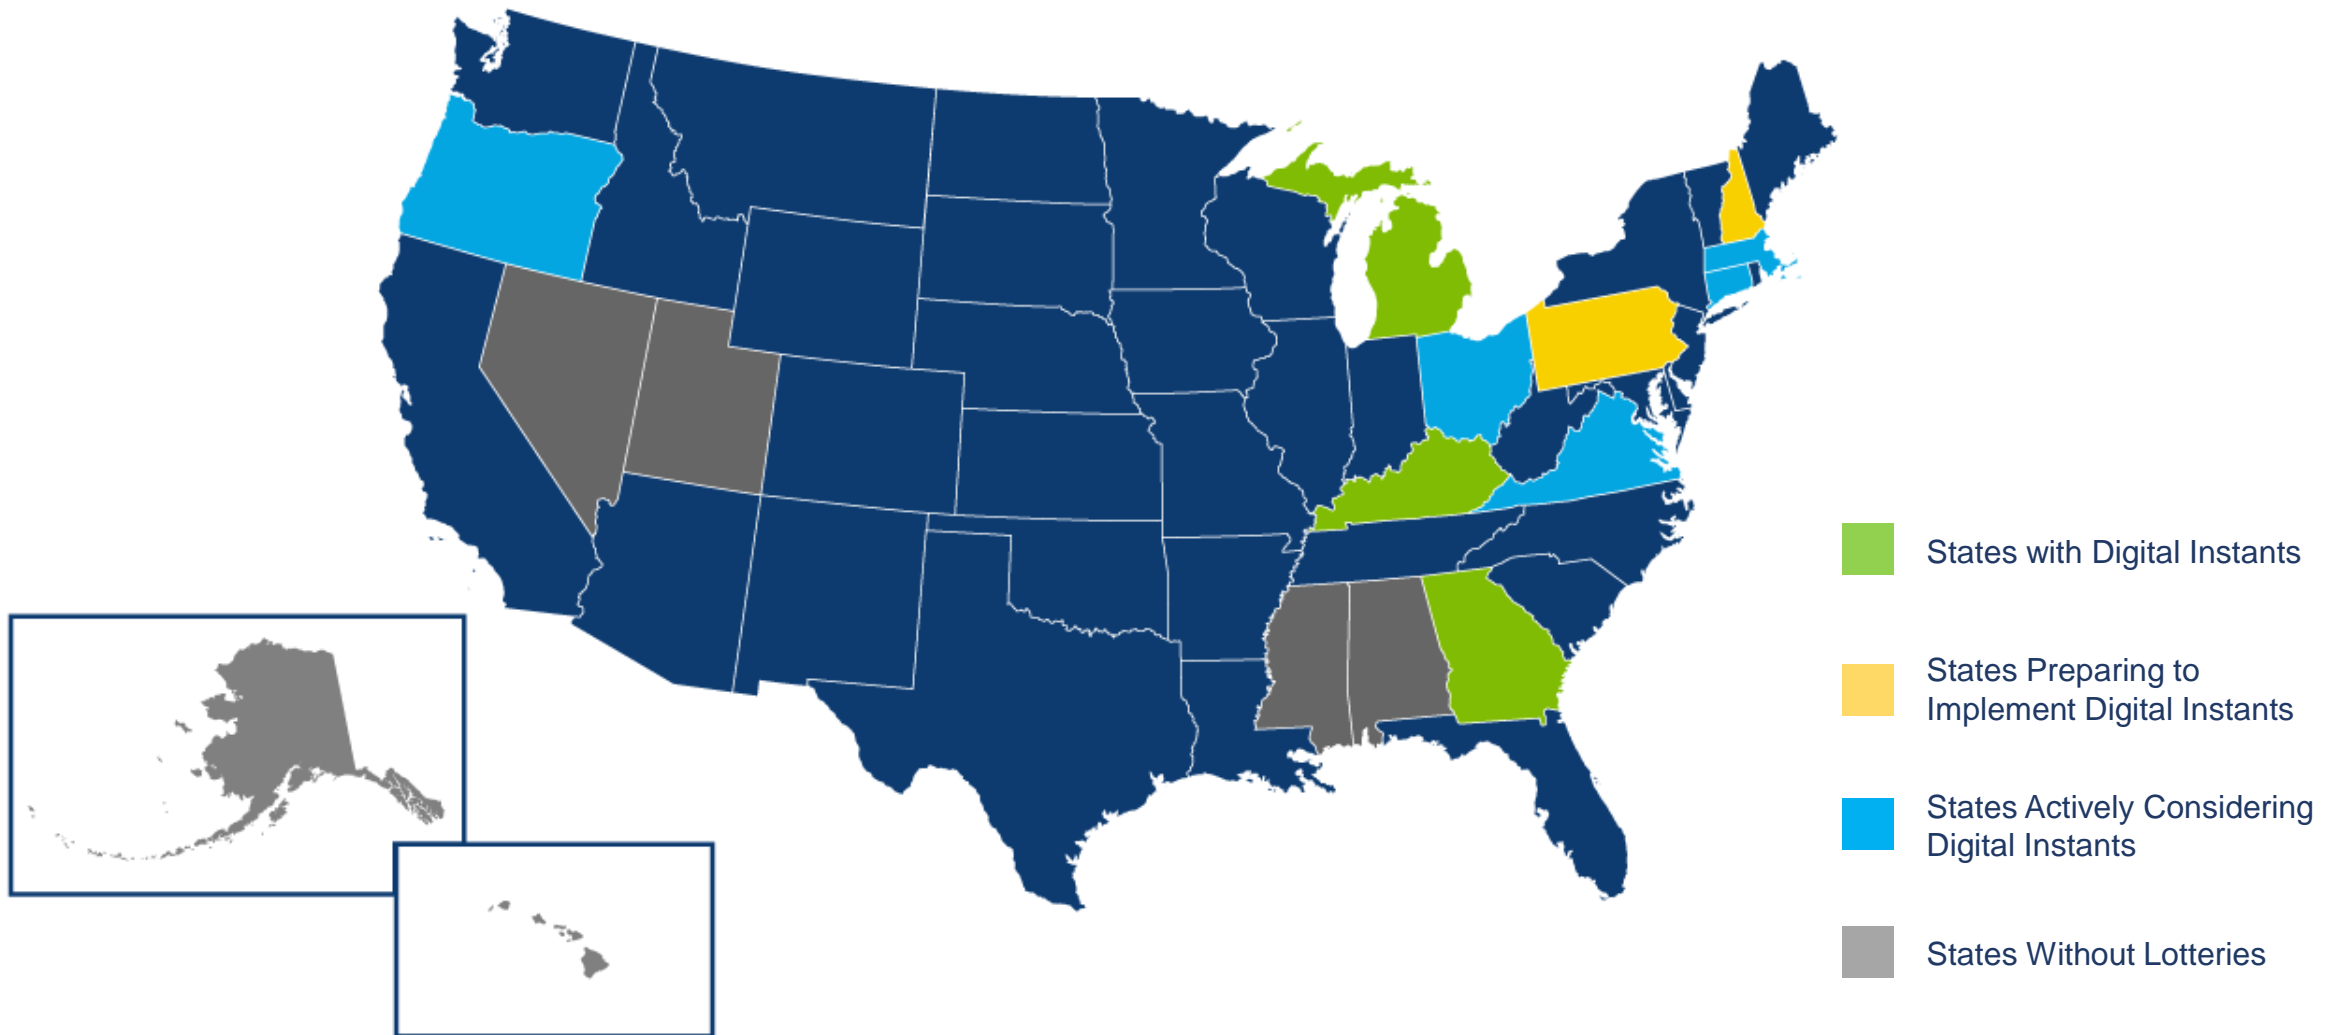 States with Digital Instants
States Preparing to
Implement Digital Instants
States Actively Considering
Digital Instants
States Without Lotteries